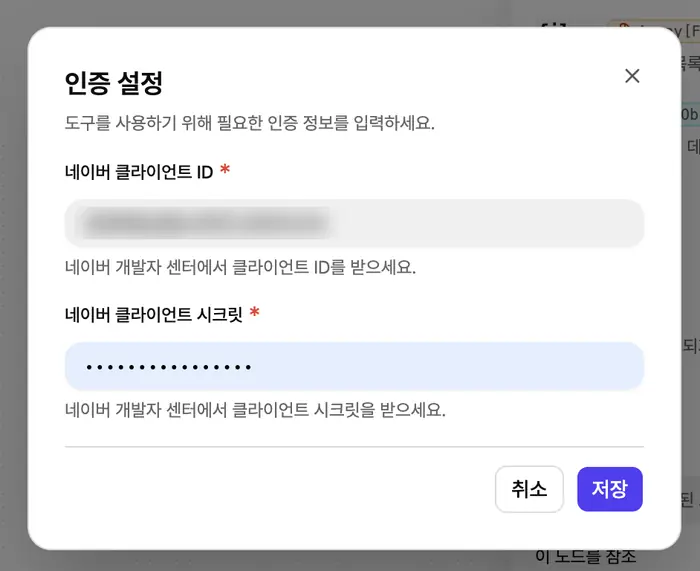 인증 설정
도구를 사용하기 위해 필요한 인증 정보를 입력하세요.
네이버 클라이언트 ID *
네이버 개발자 센터에서 클라이언트 ID를 받으세요.
네이버 클라이언트 시크릿 *
••••••••••••••••
네이버 개발자 센터에서 클라이언트 시크릿을 받으세요.
취소
저장
이 노드를 참조